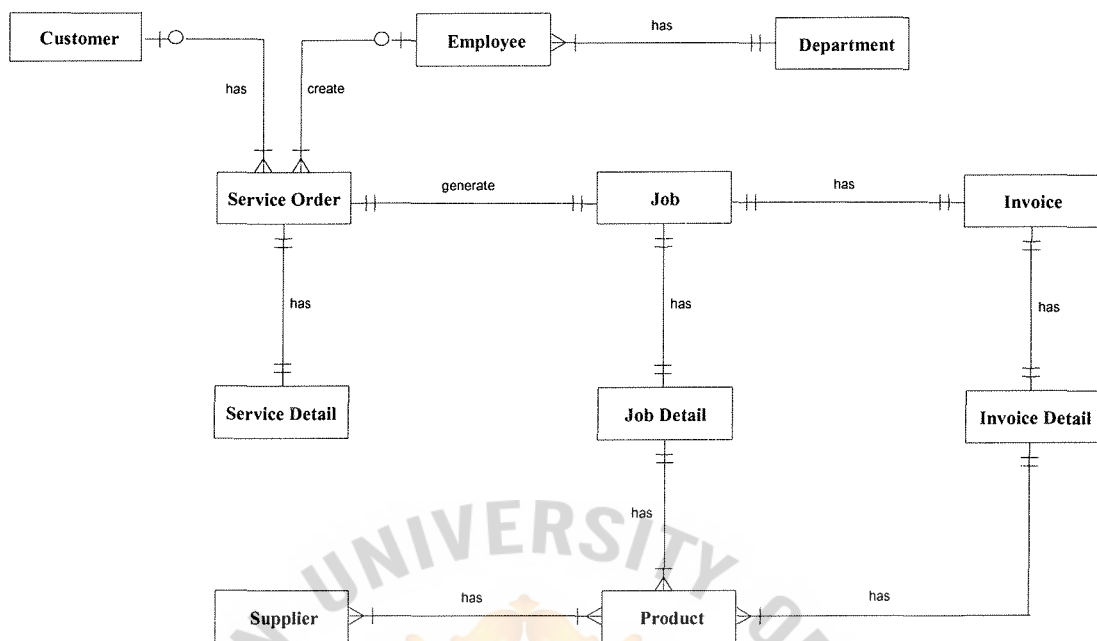 Customer
Employee
has
Department
has
create
Service Order
generate
Job
has
Invoice
has
has
has
Service Detail
Job Detail
Invoice Detail
has
UNIVERSITY
Supplier
has
Product
has